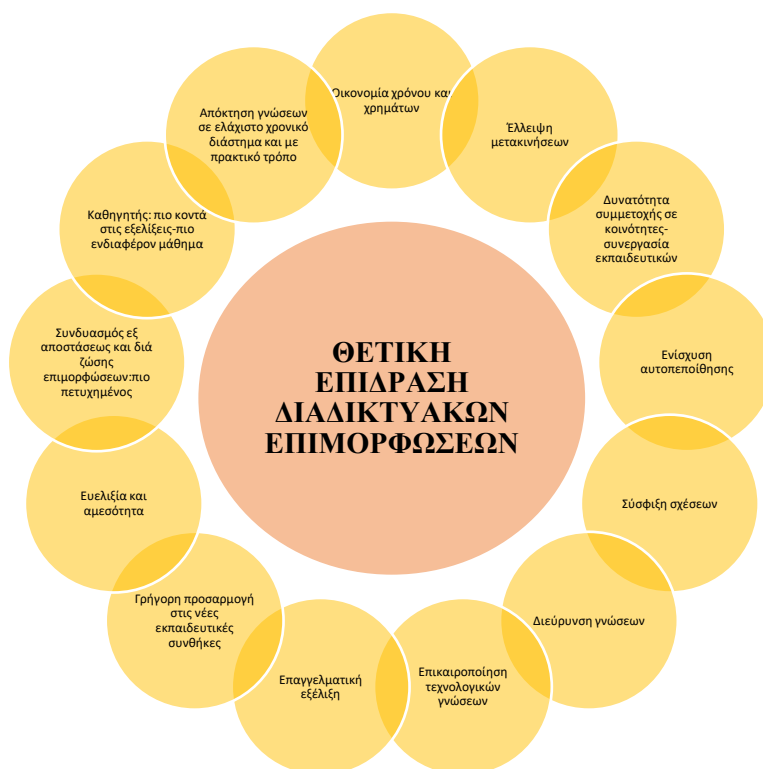 Οικονομία χρόνου και
χρημάτων
Έλλειψη
μετακινήσεων
Δυνατότητα
συμμετοχής σε
κοινότητες-
συνεργασία
εκπαιδευτικών
Ενίσχυση
αυτοπεποίθησης
Σύσφιξη σχέσεων
Διεύρυνση γνώσεων
Επικαιροποίηση
τεχνολογικών
γνώσεων
Επαγγελματική
εξέλιξη
Γρήγορη προσαρμογή
στις νέες
εκπαιδευτικές
συνθήκες
Ευελιξία και
αμεσότητα
Συνδυασμός εξ
αποστάσεως και διά
ζώσης
επιμορφώσεων:πιο
πετυχημένος
Καθηγητής: πιο κοντά
στις εξελίξεις-πιο
ενδιαφέρον μάθημα
Απόκτηση γνώσεων
σε ελάχιστο χρονικό
διάστημα και με
πρακτικό τρόπο
ΘΕΤΙΚΗ
ΕΠΙΔΡΑΣΗ
ΔΙΑΔΙΚΤΥΑΚΩΝ
ΕΠΙΜΟΡΦΩΣΕΩΝ